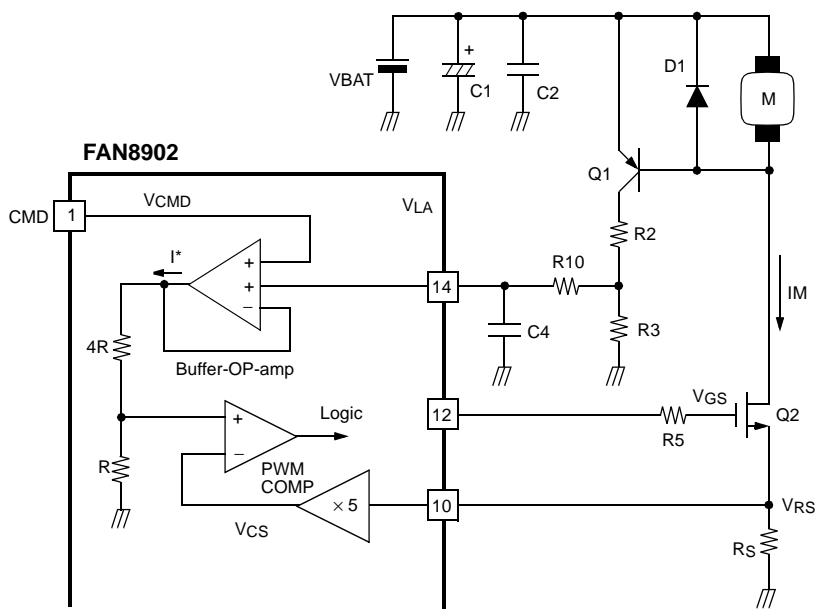 VBAT
+
C1
C2
D1
M
FAN8902
Q1
CMD
1
VCMD
VLA
R2
I*
+
+
−
14
R10
IM
4R
C4
R3
Buffer-OP-amp
Logic
12
VGS
Q2
+
−
R5
R
PWM
COMP
× 5
10
VRS
VCS
RS